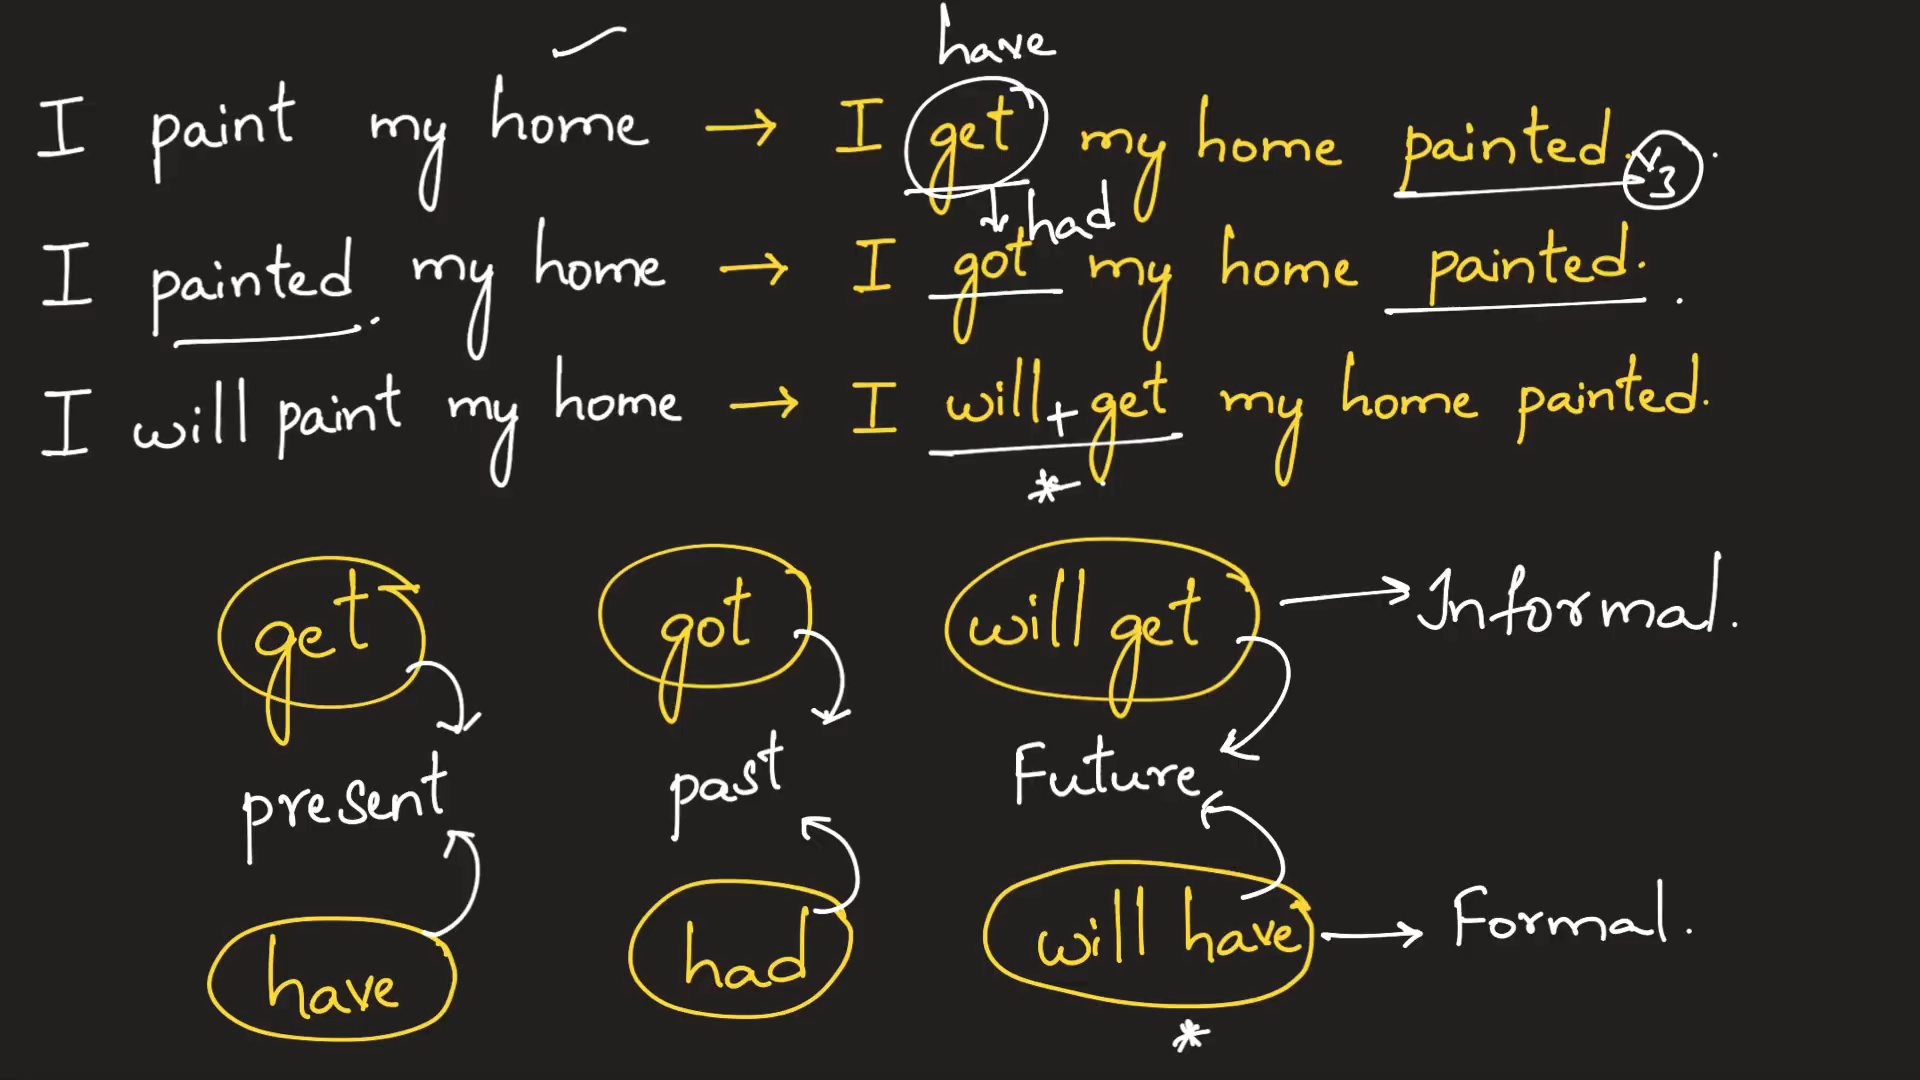 have
I paint my home → I get my home painted. V3.
had
I painted. my home → I got my home painted. .
I will paint my home → I will + get my home painted.
*
get got will get → Informal.
present past Future
have had will have → Formal.
*